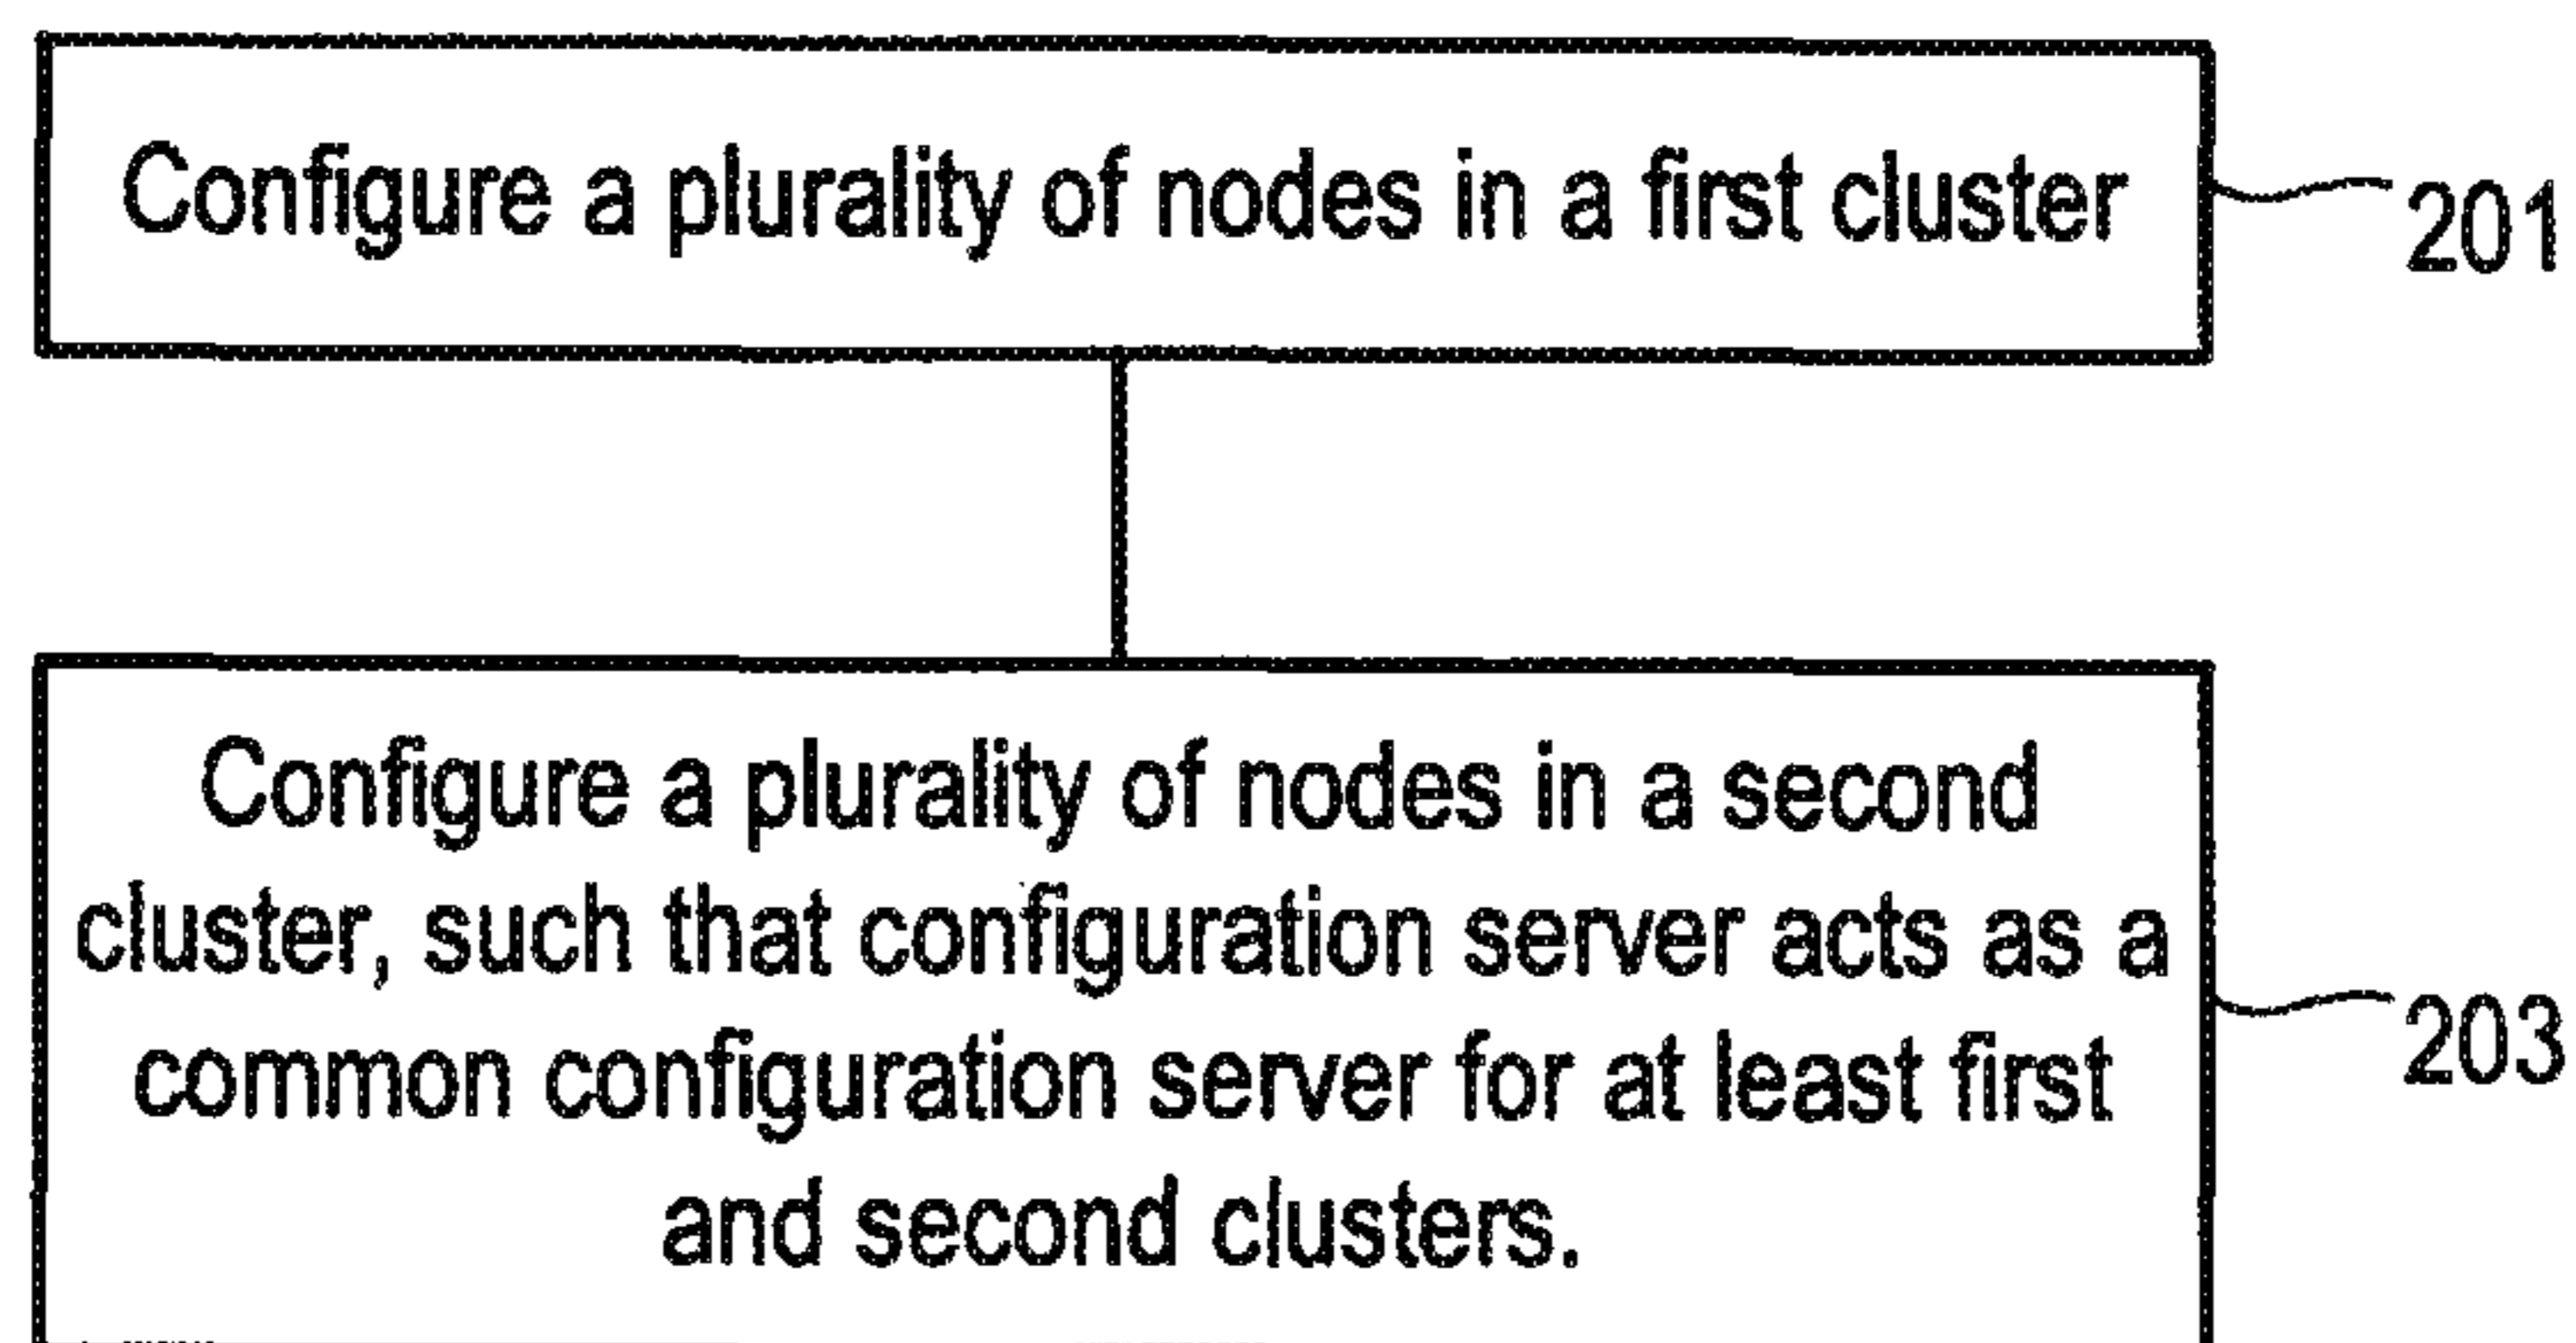 Configure a plurality of nodes in a first cluster
201
Configure a plurality of nodes in a second
cluster, such that configuration server acts as a
common configuration server for at least first
and second clusters.
203